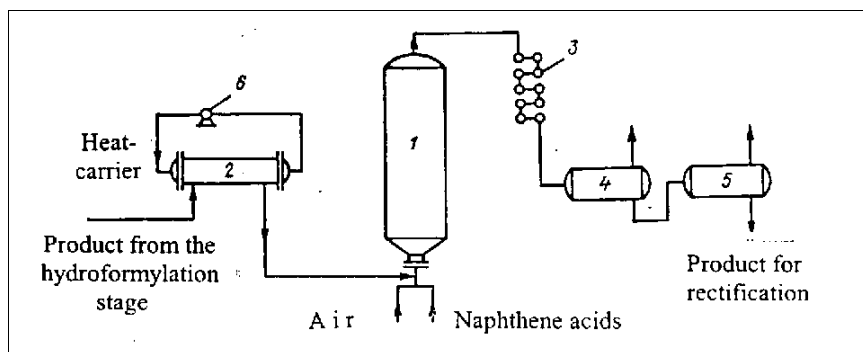 6
3
Heat-
carrier
2
1
4
5
Product from the
hydroformylation
stage
Air
Naphthene acids
Product for
rectification